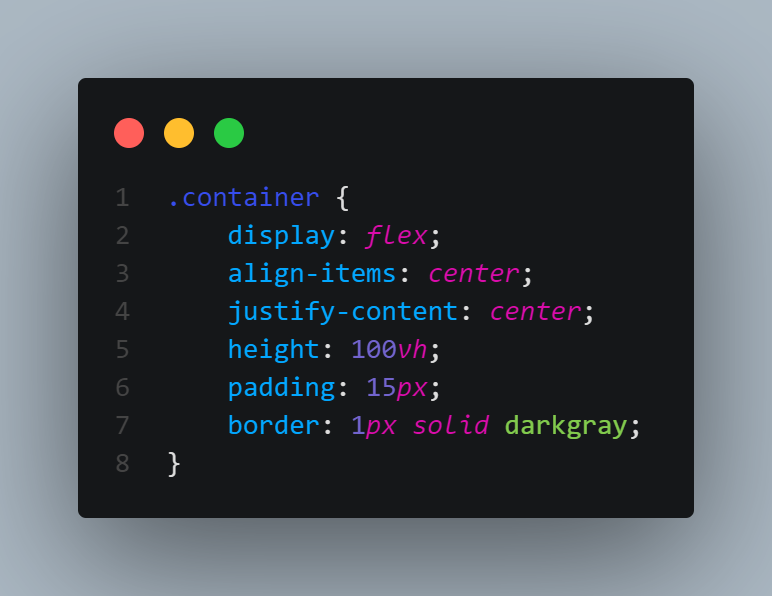 1 .container {
2     display: flex;
3     align-items: center;
4     justify-content: center;
5     height: 100vh;
6     padding: 15px;
7     border: 1px solid darkgray;
8 }